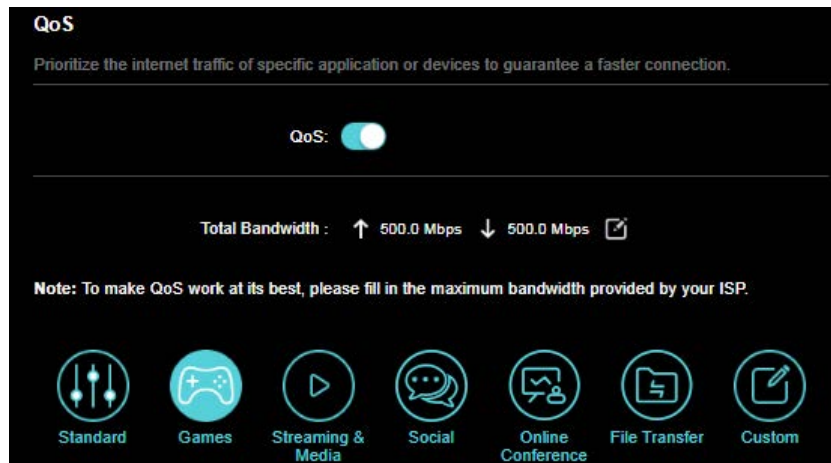 QoS
Prioritize the internet traffic of specific application or devices to guarantee a faster connection.
QoS:
Total Bandwidth : ↑ 500.0 Mbps ↓ 500.0 Mbps
Note: To make QoS work at its best, please fill in the maximum bandwidth provided by your ISP.
Standard Games Streaming & Social Online File Transfer Custom
Media Conference